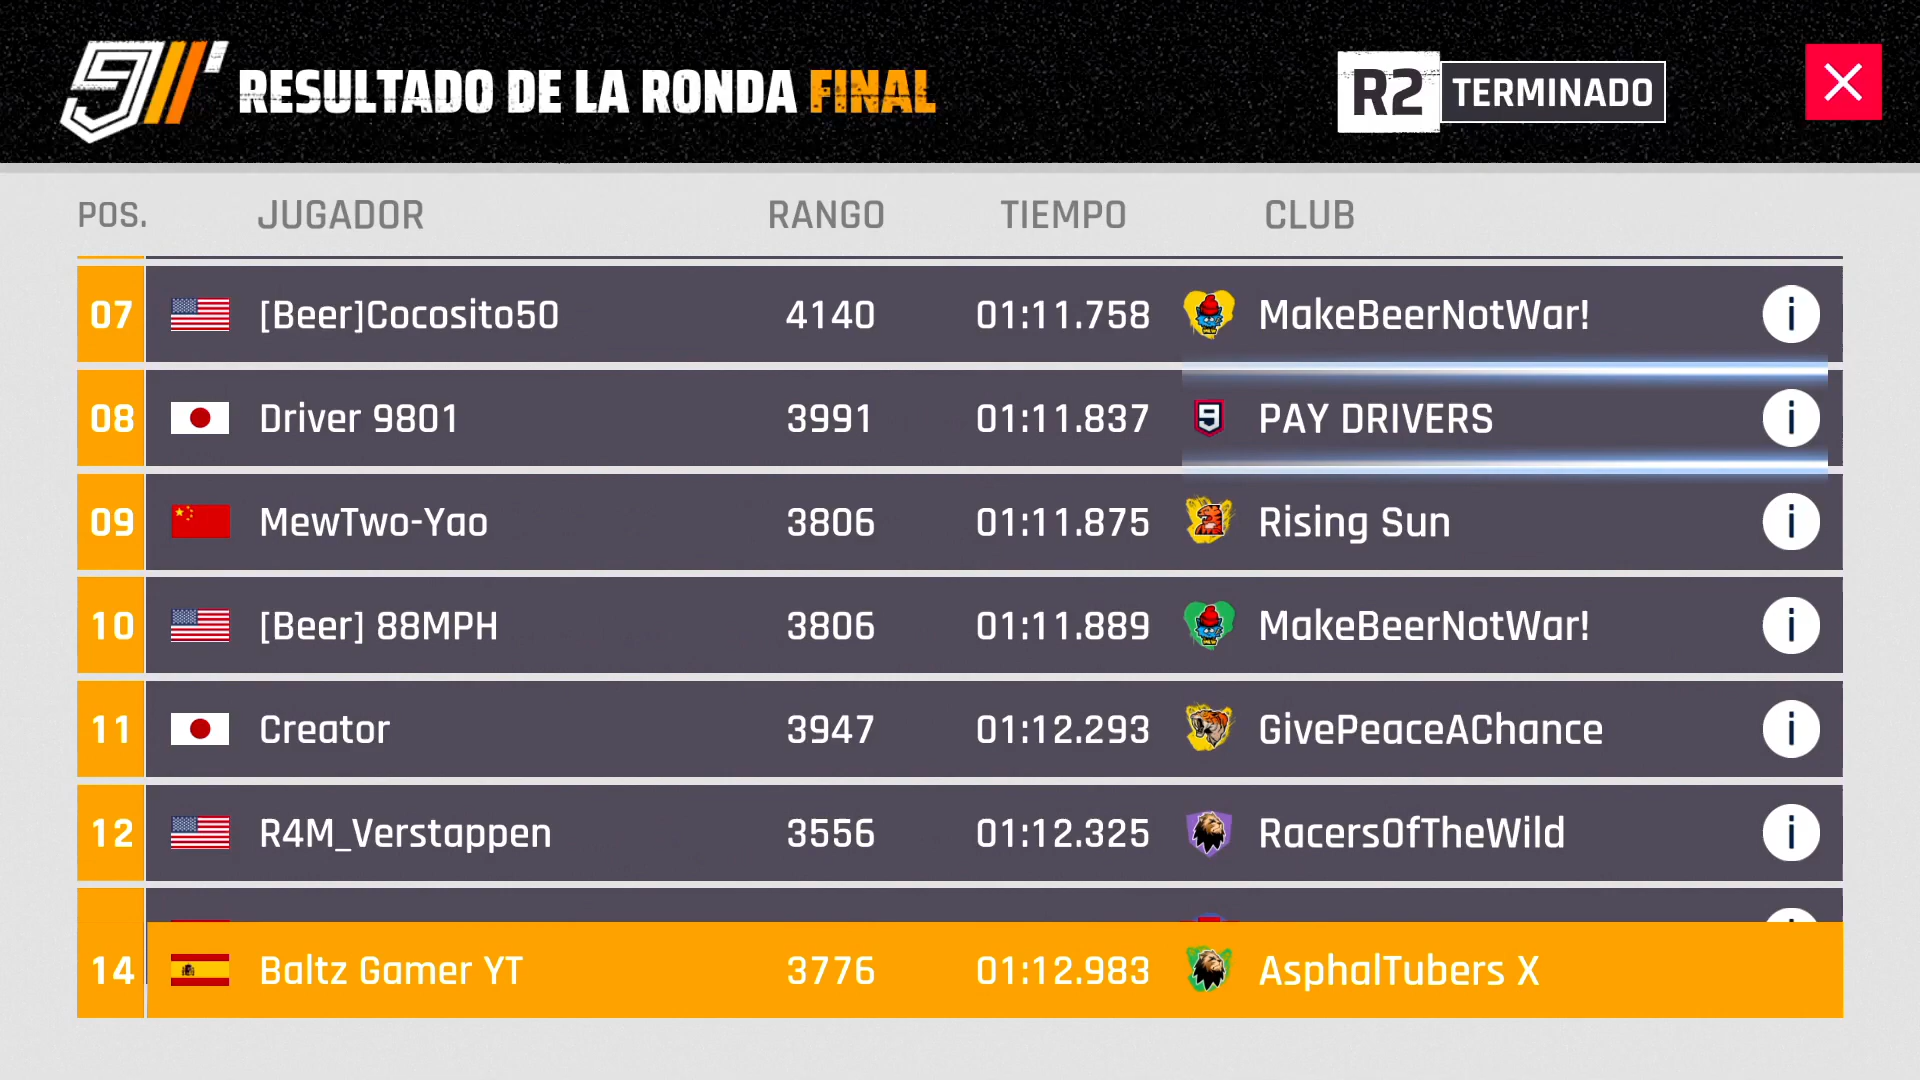 9 RESULTADO DE LA RONDA FINAL R2 TERMINADO
POS. JUGADOR RANGO TIEMPO CLUB
07 [Beer]Cocosito50 4140 01:11.758 MakeBeerNotWar! i
08 Driver 9801 3991 01:11.837 9 PAY DRIVERS i
09 MewTwo-Yao 3806 01:11.875 Rising Sun i
10 [Beer] 88MPH 3806 01:11.889 MakeBeerNotWar! i
11 Creator 3947 01:12.293 GivePeaceAChance i
12 R4M_Verstappen 3556 01:12.325 RacersOfTheWild i
14 Baltz Gamer YT 3776 01:12.983 AsphalTubers X